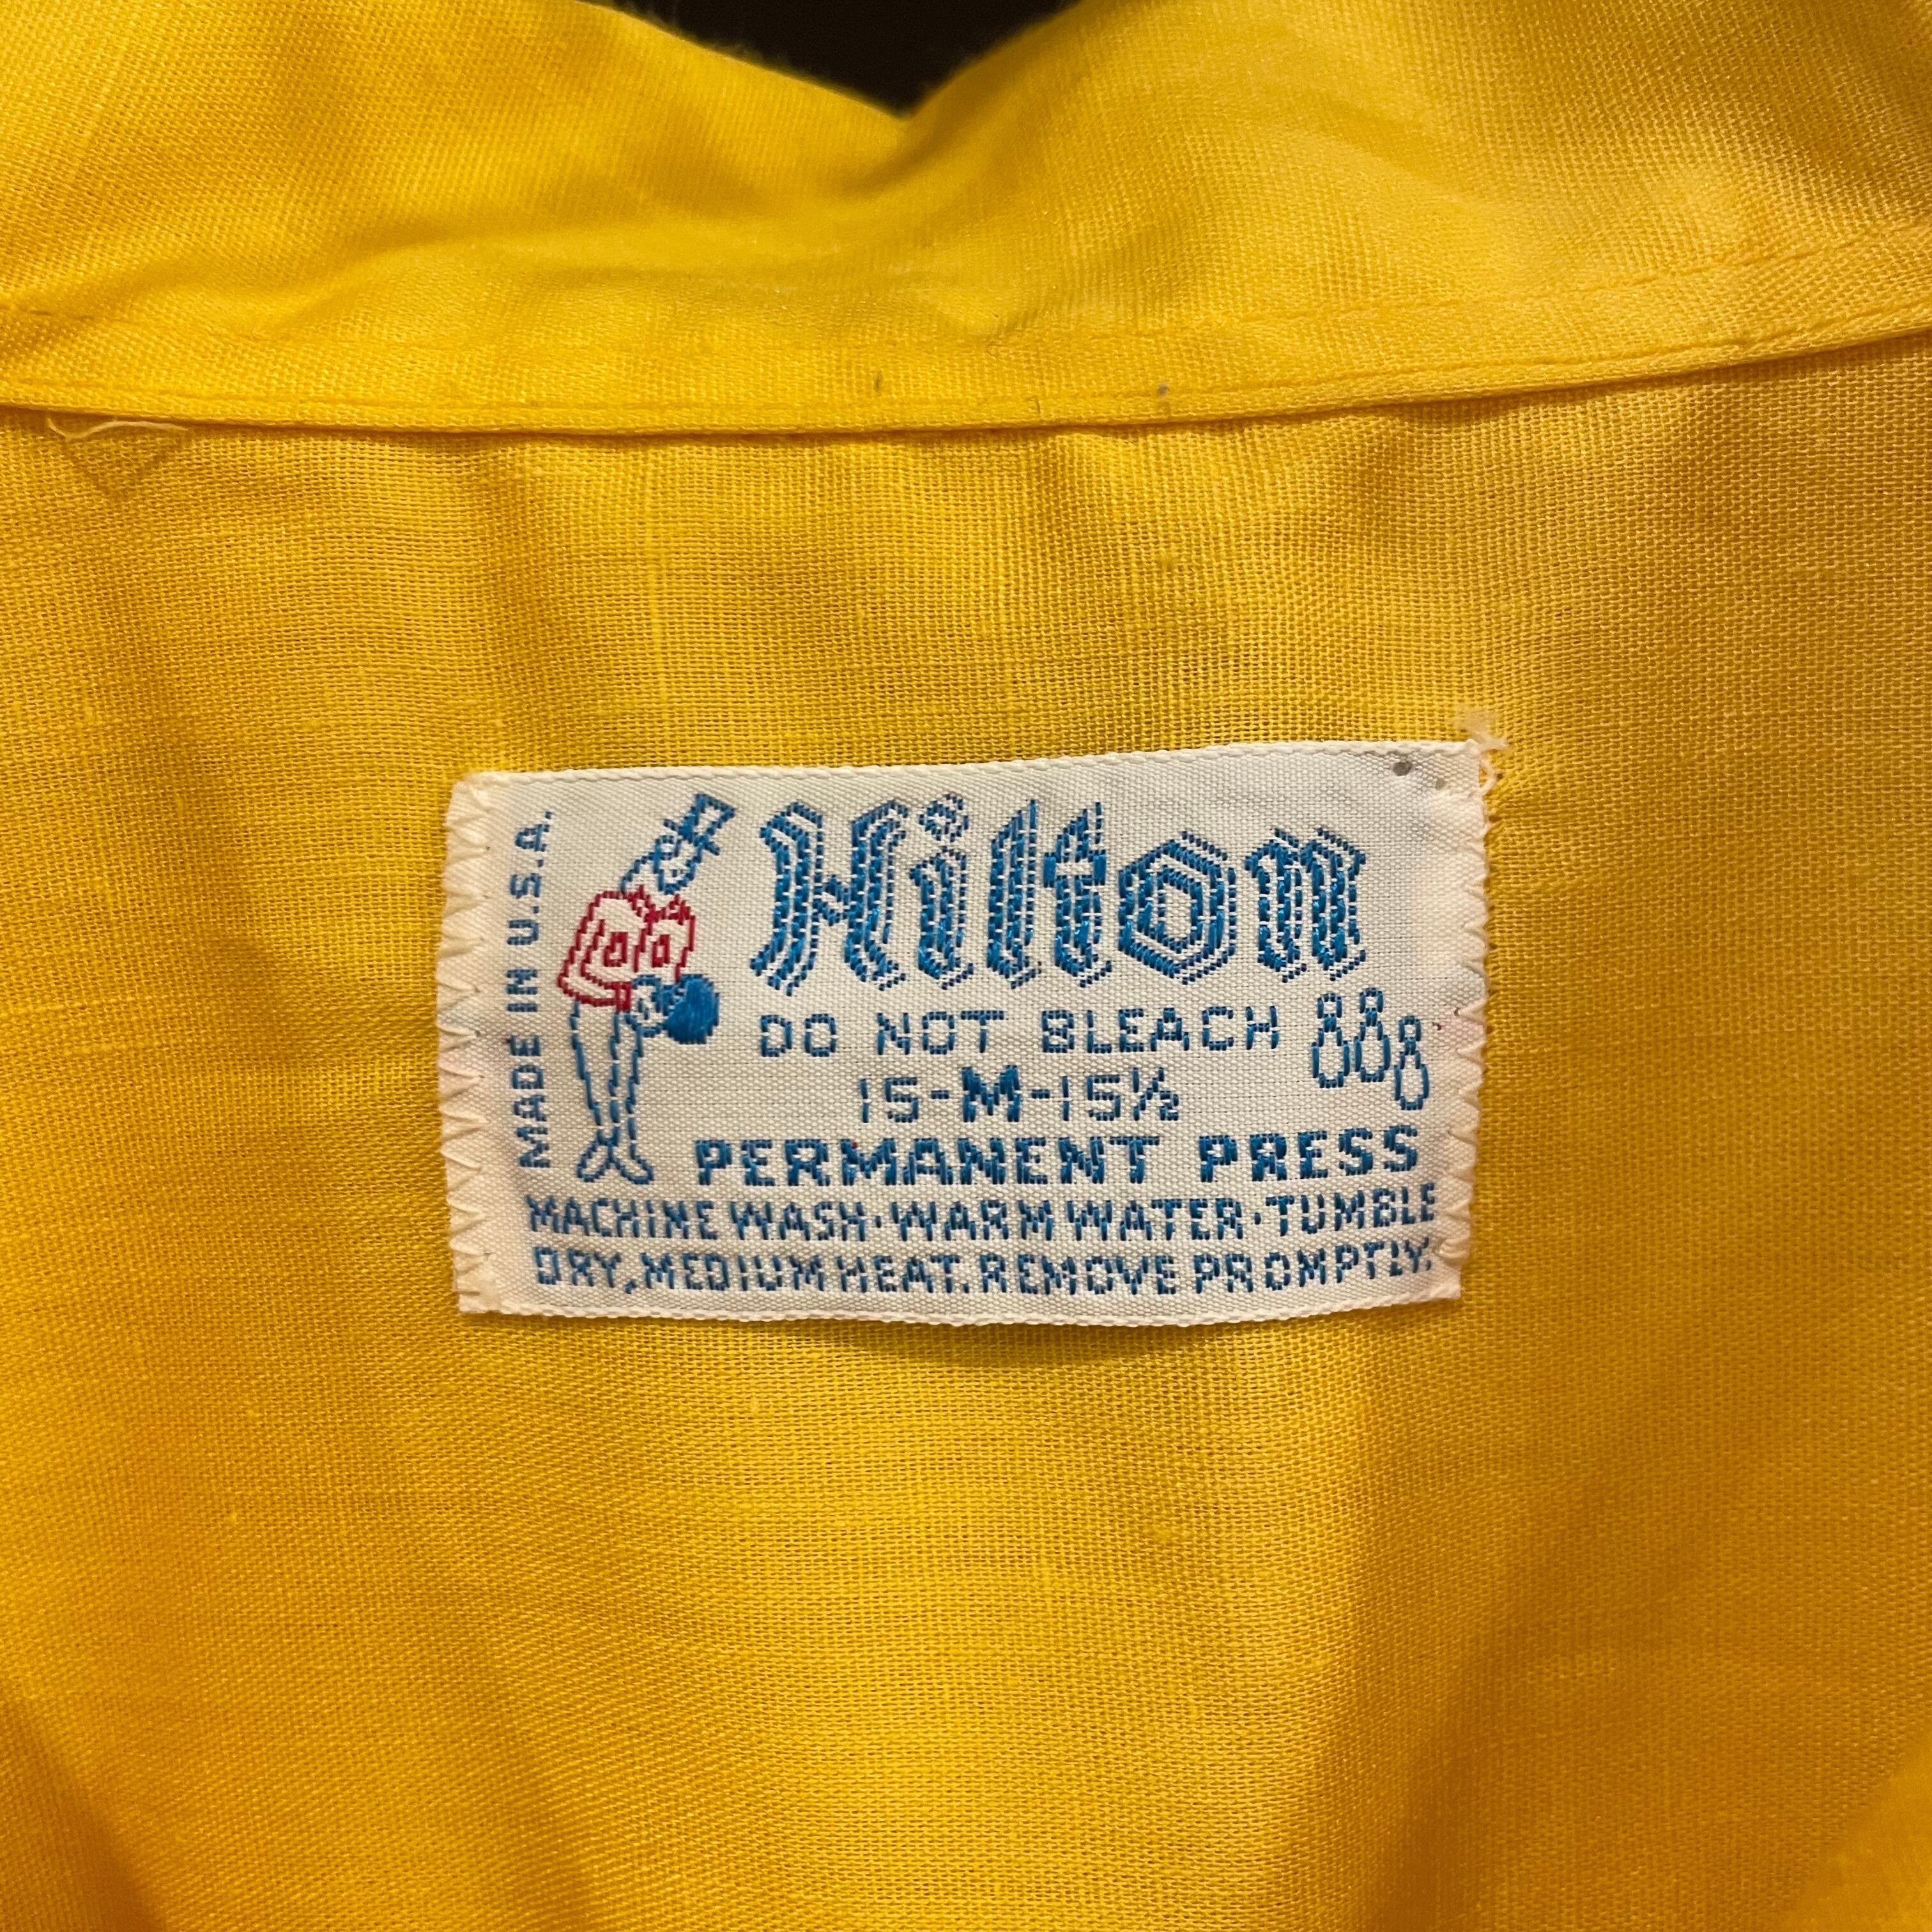 MADE IN U.S.A.
Hilton
DO NOT BLEACH
15-M-15½
PERMANENT PRESS
MACHINE WASH·WARM WATER·TUMBLE
DRY, MEDIUM HEAT. REMOVE PROMPTLY.